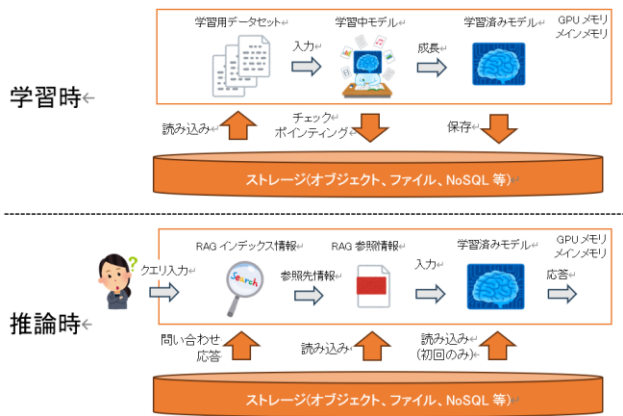 学習用データセット
学習中モデル
学習済みモデル
GPU メモリ
メインメモリ
入力
成長
学習時
読み込み
チェック
ポインティング
保存
ストレージ(オブジェクト、ファイル、NoSQL 等)
RAG インデックス情報
RAG 参照情報
学習済みモデル
GPU メモリ
メインメモリ
?
クエリ入力
Search
参照先情報
入力
応答
推論時
問い合わせ
応答
読み込み
読み込み
(初回のみ)
ストレージ(オブジェクト、ファイル、NoSQL 等)